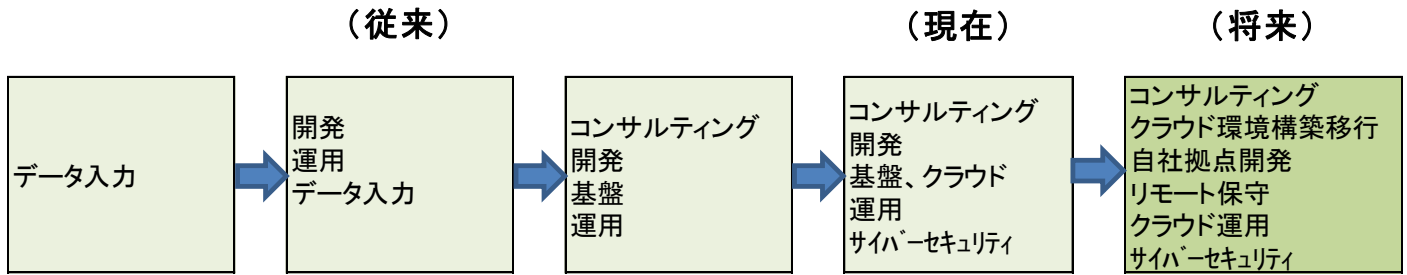 （従来）
（現在）
（将来）
データ入力
開発
運用
データ入力
コンサルティング
開発
基盤
運用
コンサルティング
開発
基盤、クラウド
運用
ｻｲﾊﾞｰｾｷｭﾘﾃｨ
コンサルティング
クラウド環境構築移行
自社拠点開発
リモート保守
クラウド運用
ｻｲﾊﾞｰｾｷｭﾘﾃｨ